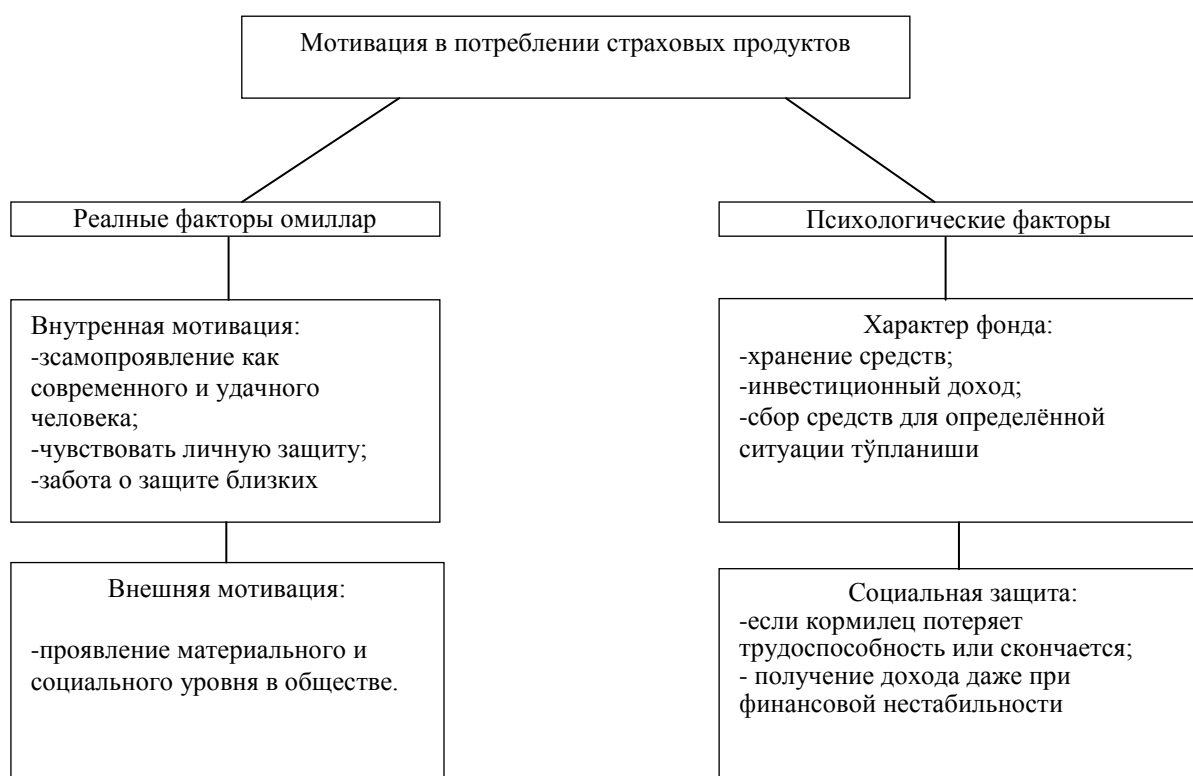 Мотивация в потреблении страховых продуктов
Реалные факторы омиллар
Психологические факторы
Внутренная мотивация:
-зсамопроявление как
современного и удачного
человека;
-чувствовать личную защиту;
-забота о защите близких
Характер фонда:
-хранение средств;
-инвестиционный доход;
-сбор средств для определённой
ситуации тўпланиши
Внешняя мотивация:
-проявление материального и
социального уровня в обществе.
Социальная защита:
-если кормилец потеряет
трудоспособность или скончается;
- получение дохода даже при
финансовой нестабильности